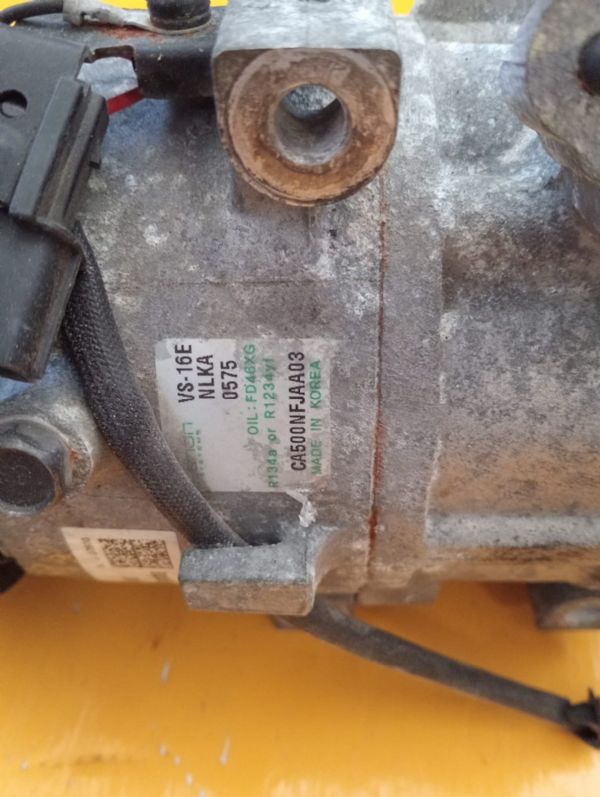 VS-16E
NLKA
0575
OIL: FD46XG
R134a or R1234yf
CA500NFJAA03
MADE IN KOREA